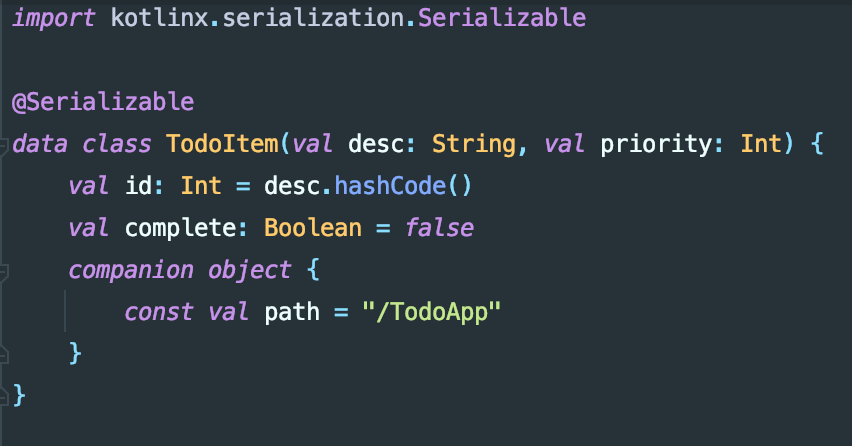 import kotlinx.serialization.Serializable
@Serializable
data class TodoItem(val desc: String, val priority: Int) {
    val id: Int = desc.hashCode()
    val complete: Boolean = false
    companion object {
        const val path = "/TodoApp"
    }
}